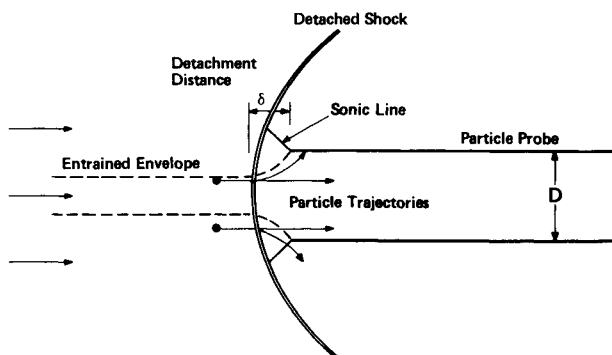 Detached Shock
Detachment
Distance
δ
Sonic Line
Particle Probe
Entrained Envelope
Particle Trajectories
D